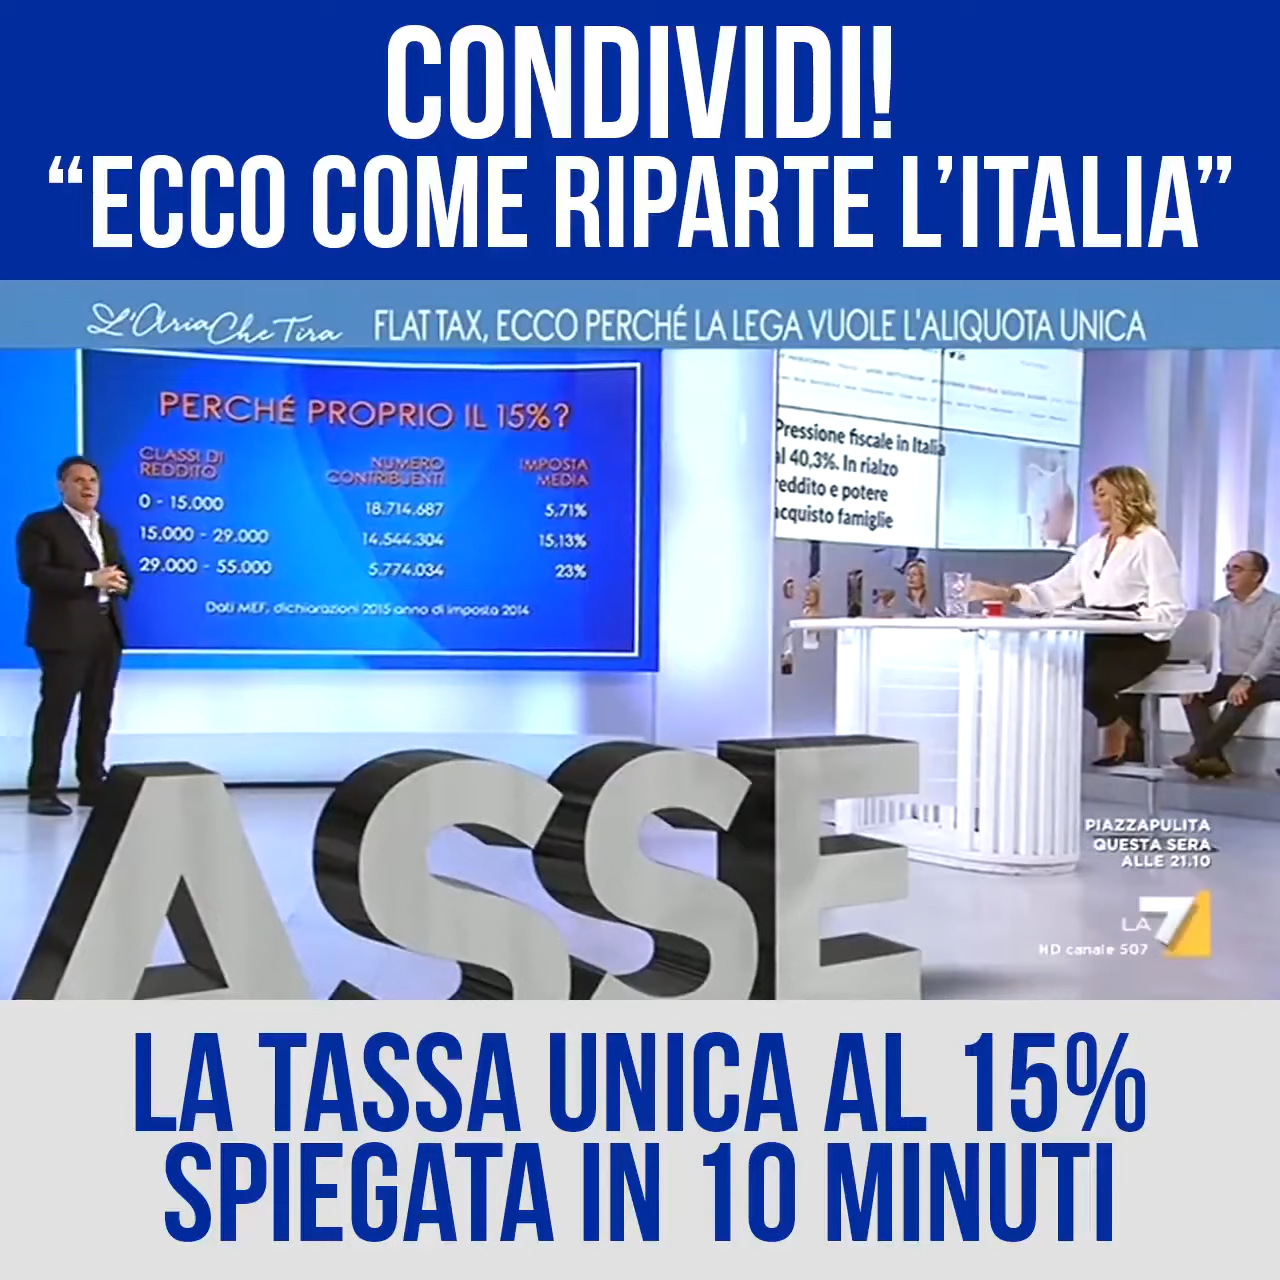 CONDIVIDI!
“ECCO COME RIPARTE L’ITALIA”
L'Aria Che Tira
FLAT TAX, ECCO PERCHÉ LA LEGA VUOLE L'ALIQUOTA UNICA
PERCHÉ PROPRIO IL 15%?
CLASSI DI REDDITO NUMERO CONTRIBUENTI IMPOSTA MEDIA
0 - 15.000 18.714.687 5,71%
15.000 - 29.000 14.544.304 15,13%
29.000 - 55.000 5.774.034 23%
Dati MEF, dichiarazioni 2015 anno di imposta 2014
Pressione fiscale in Italia
al 40,3%. In rialzo
reddito e potere
acquisto famiglie
PIAZZAPULITA
QUESTA SERA
ALLE 21.10
LA7
HD canale 507
ASSE
LA TASSA UNICA AL 15%
SPIEGATA IN 10 MINUTI